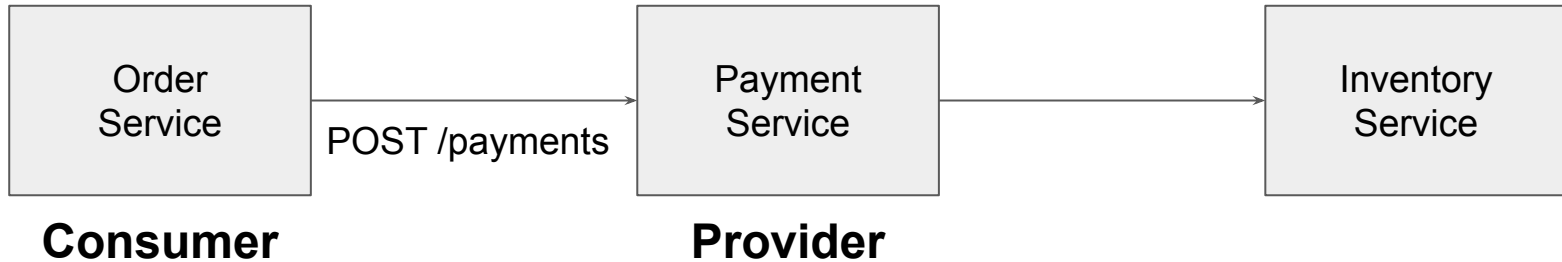 Order
Service
POST /payments
Payment
Service
Inventory
Service
Consumer
Provider